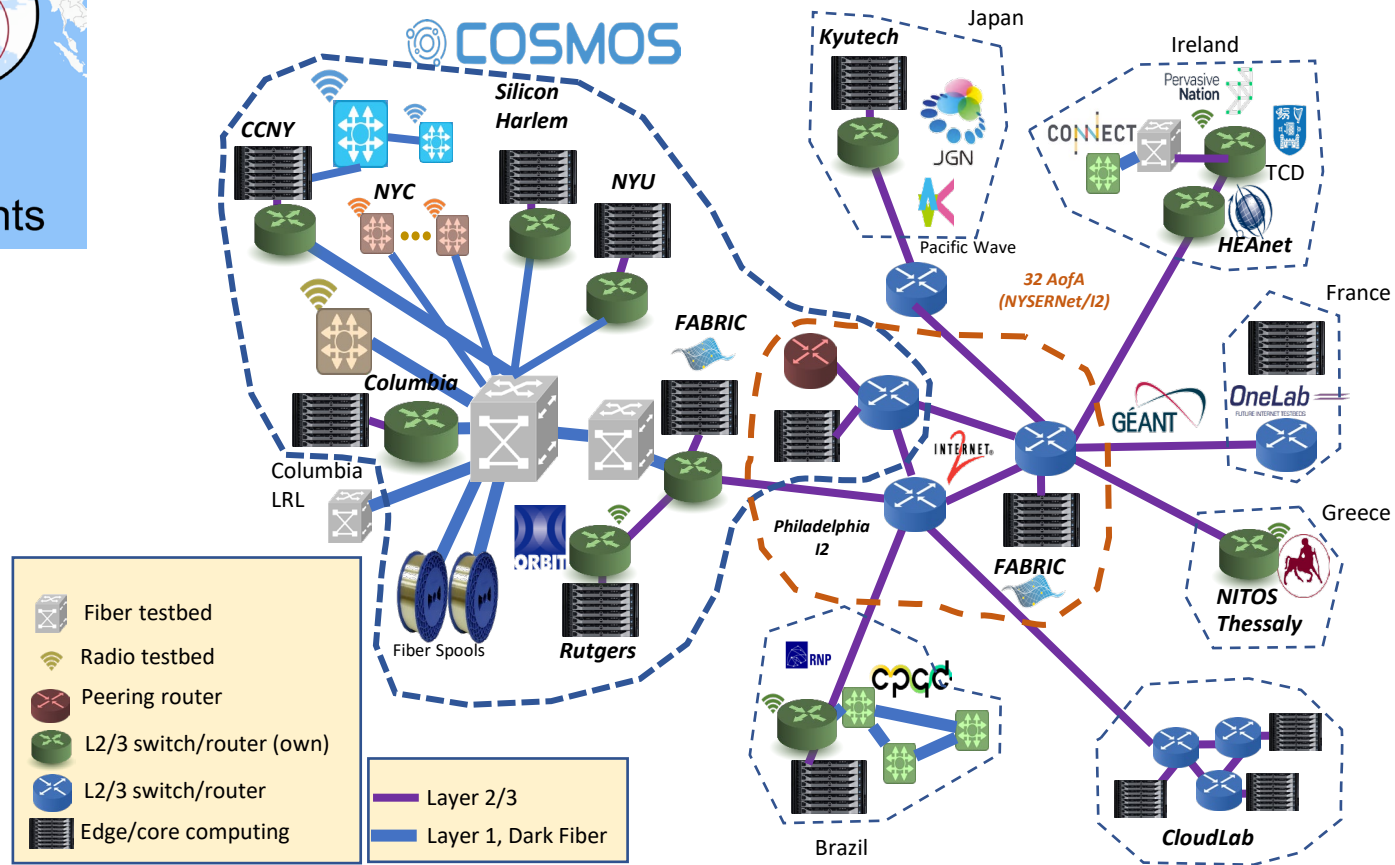 nts
COSMOS
CCNY
Silicon
Harlem
NYC
NYU
FABRIC
Columbia
Columbia
LRL
ORBIT
Fiber Spools
Rutgers
Japan
Kyutech
JGN
Pacific Wave
Ireland
Pervasive
Nation
CONNECT
TCD
HEAnet
32 AofA
(NYSERNet/I2)
France
OneLab
FUTURE INTERNET TESTBEDS
GÉANT
INTERNET
2
®
Philadelphia
I2
FABRIC
Greece
NITOS
Thessaly
RNP
cpqd
Brazil
CloudLab
Fiber testbed
Radio testbed
Peering router
L2/3 switch/router (own)
L2/3 switch/router
Edge/core computing
Layer 2/3
Layer 1, Dark Fiber